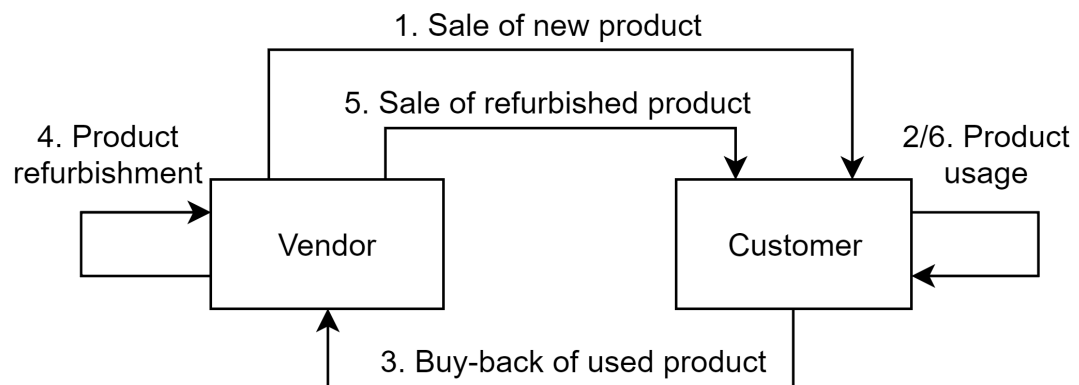 1. Sale of new product
5. Sale of refurbished product
4. Product
refurbishment
2/6. Product
usage
Vendor
Customer
3. Buy-back of used product